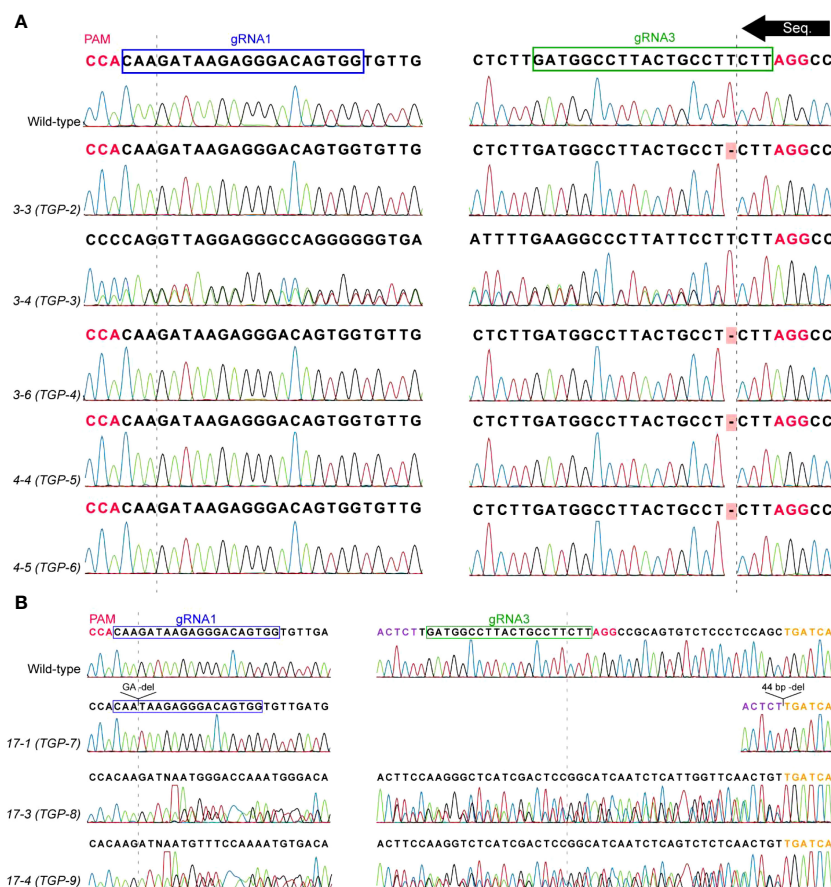 A
PAM
gRNA1
gRNA3
Seq.
CCACAAGATAAGAGGGACAGTGGTGTTG CTCTTGATGGCCTTACTGCCTTCTTAGGCC
Wild-type
CCACAAGATAAGAGGGACAGTGGTGTTG CTCTTGATGGCCTTACTGCCT-CTTAGGCC
3-3 (TGP-2)
CCCCAGGTTAGGAGGGCCAGGGGGGTGA ATTTTGAAGGCCCTTATTCCTTCTTAGGCC
3-4 (TGP-3)
CCACAAGATAAGAGGGACAGTGGTGTTG CTCTTGATGGCCTTACTGCCT-CTTAGGCC
3-6 (TGP-4)
CCACAAGATAAGAGGGACAGTGGTGTTG CTCTTGATGGCCTTACTGCCT-CTTAGGCC
4-4 (TGP-5)
CCACAAGATAAGAGGGACAGTGGTGTTG CTCTTGATGGCCTTACTGCCT-CTTAGGCC
4-5 (TGP-6)
B
PAM
gRNA1
gRNA3
CCACAAGATAAGAGGGACAGTGGTGTTGA ACTCTTGATGGCCTTACTGCCTTCTTAGGCCGCAGTGTCTCCCTCCAGCTGATCA
Wild-type
GA -del
44 bp -del
CCACAATAAGAGGGACAGTGGTGTTGATG ACTCTTGATCA
17-1 (TGP-7)
CCACAAGATNAATGGGACCAAATGGGACA ACTTCCAAGGGCTCATCGACTCCGGCATCAATCTCATTGGTTCAACTGTTGATCA
17-3 (TGP-8)
CACAAGATNAATGTTTCCAAAATGTGACA ACTTCCAAGGTCTCATCGACTCCGGCATCAATCTCAGTCTCTCAACTGTTGATCA
17-4 (TGP-9)